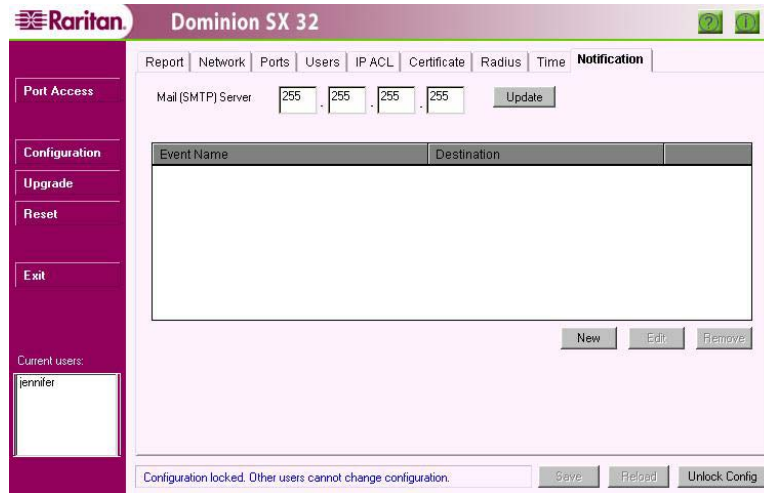 Raritan. Dominion SX 32 ? i
Report Network Ports Users IP ACL Certificate Radius Time Notification
Port Access
Mail (SMTP) Server 255 . 255 . 255 . 255 Update
Configuration
Event Name Destination
Upgrade
Reset
Exit
New Edit Remove
Current users:
jennifer
Configuration locked. Other users cannot change configuration. Save Reload Unlock Config